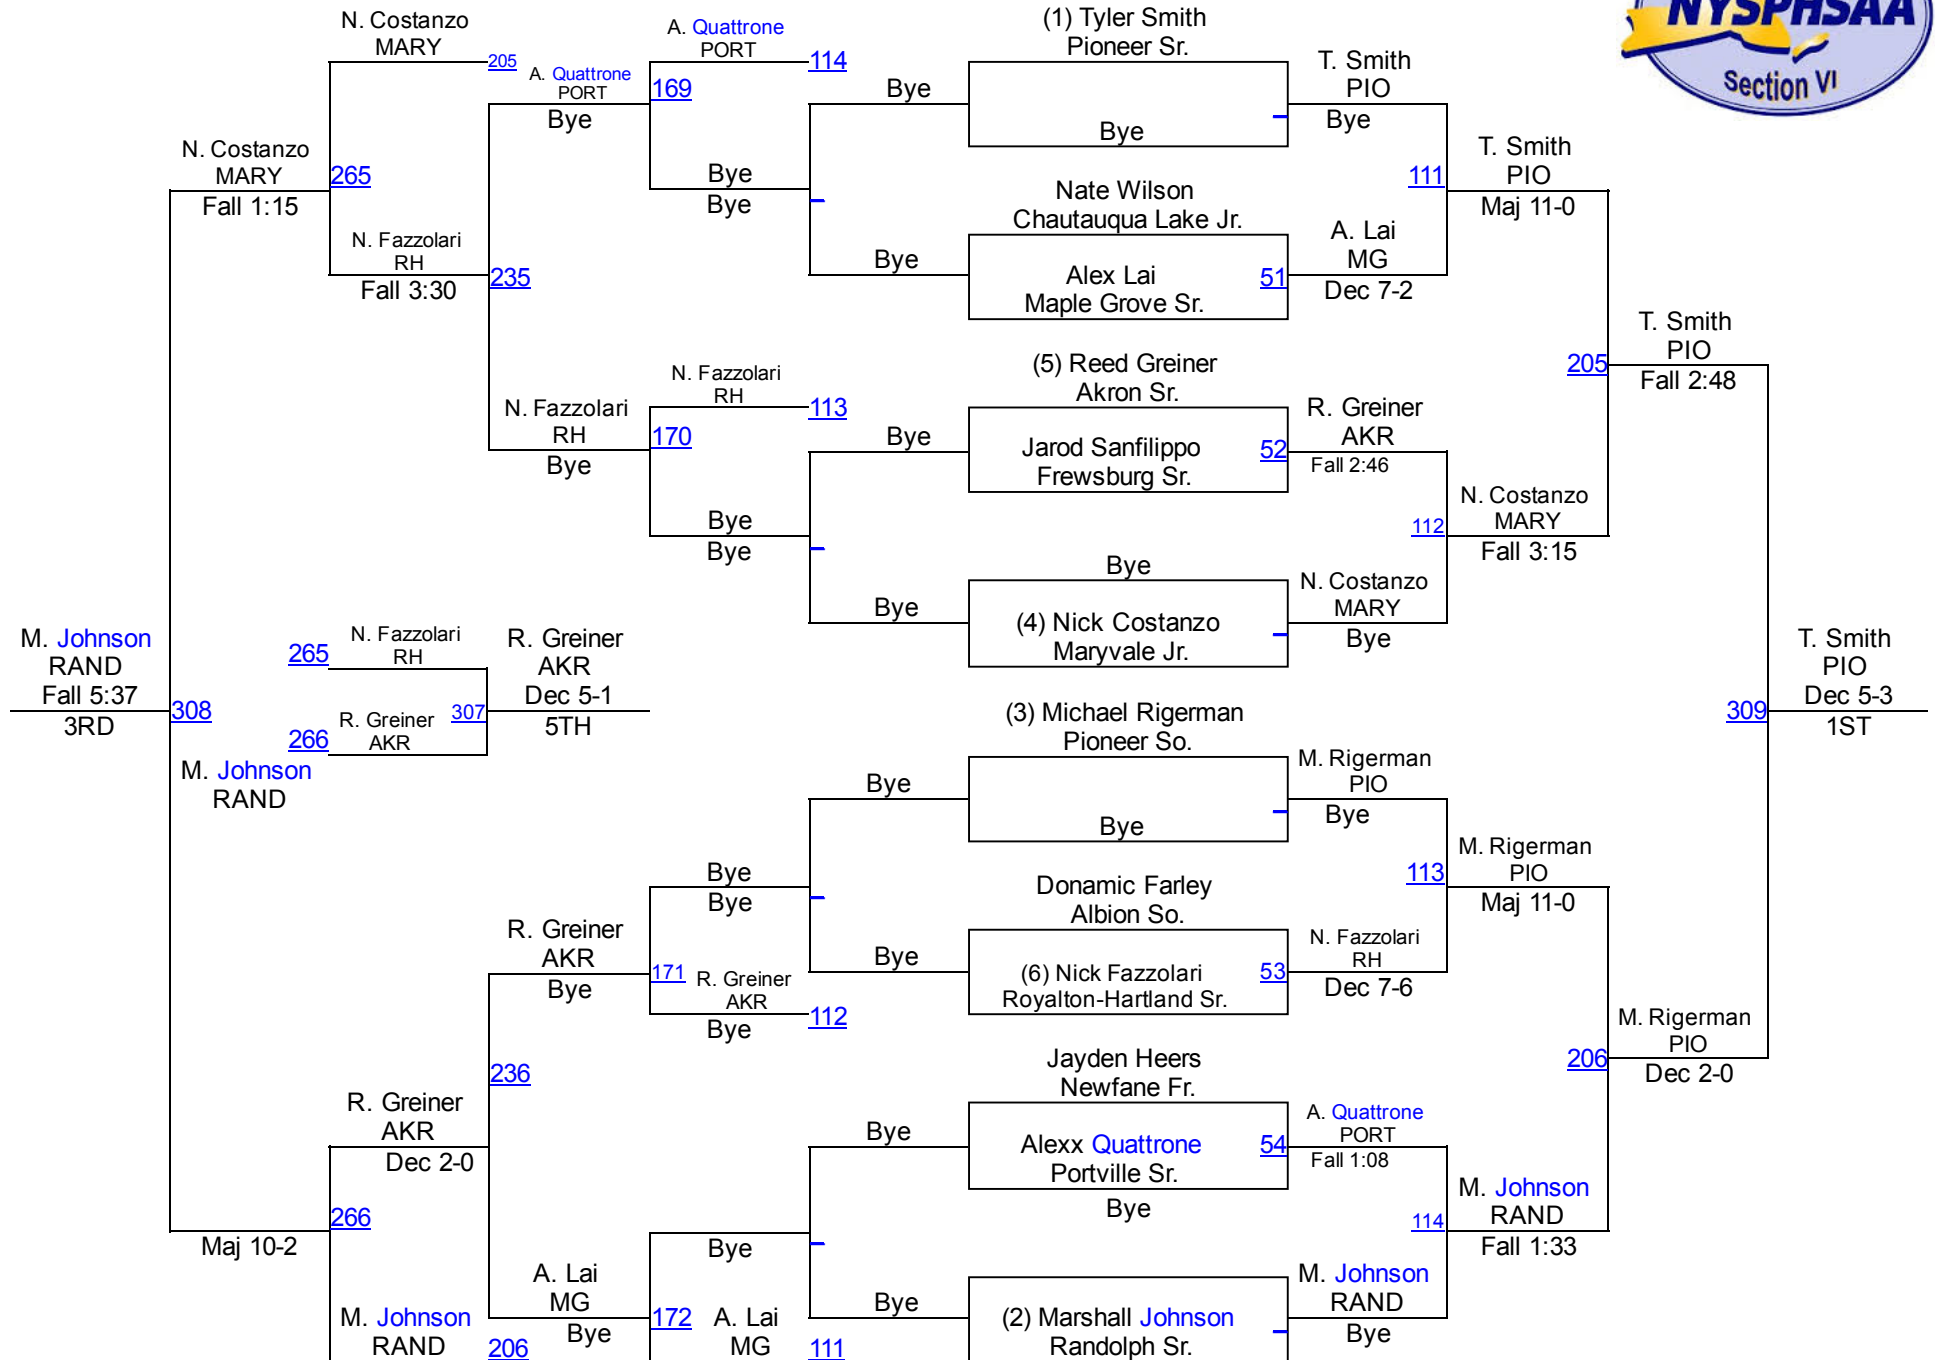 N. Costanzo
MARY
205
A. Quattrone
PORT
Bye
A. Quattrone
PORT
114
169
Bye
Bye
N. Costanzo
MARY
Fall 1:15
265
N. Fazzolari
RH
Fall 3:30
235
N. Fazzolari
RH
Bye
N. Fazzolari
RH
113
170
Bye
Bye
Bye
Bye
Bye
Bye
(1) Tyler Smith
Pioneer Sr.
Bye
Nate Wilson
Chautauqua Lake Jr.
Alex Lai
Maple Grove Sr.
51
(5) Reed Greiner
Akron Sr.
Jarod Sanfilippo
Frewsburg Sr.
52
Bye
(4) Nick Costanzo
Maryvale Jr.
T. Smith
PIO
Bye
111
A. Lai
MG
Dec 7-2
T. Smith
PIO
Maj 11-0
R. Greiner
AKR
Fall 2:46
112
N. Costanzo
MARY
Bye
N. Costanzo
MARY
Fall 3:15
205
T. Smith
PIO
Fall 2:48
NYSPHSAA
Section VI
M. Johnson
RAND
Fall 5:37
3RD
308
M. Johnson
RAND
265
N. Fazzolari
RH
266
R. Greiner
AKR
307
R. Greiner
AKR
Dec 5-1
5TH
309
T. Smith
PIO
Dec 5-3
1ST
(3) Michael Rigerman
Pioneer So.
Bye
Bye
M. Rigerman
PIO
Bye
Donamic Farley
Albion So.
(6) Nick Fazzolari
Royalton-Hartland Sr.
53
Bye
N. Fazzolari
RH
Dec 7-6
113
M. Rigerman
PIO
Maj 11-0
Bye
Bye
R. Greiner
AKR
Bye
171
R. Greiner
AKR
Bye
112
236
R. Greiner
AKR
Dec 2-0
Jayden Heers
Newfane Fr.
Bye
Alexx Quattrone
Portville Sr.
54
Bye
A. Quattrone
PORT
Fall 1:08
114
M. Johnson
RAND
Fall 1:33
206
M. Rigerman
PIO
Dec 2-0
Maj 10-2
266
M. Johnson
RAND
206
A. Lai
MG
Bye
172
Bye
A. Lai
MG
111
Bye
(2) Marshall Johnson
Randolph Sr.
M. Johnson
RAND
Bye